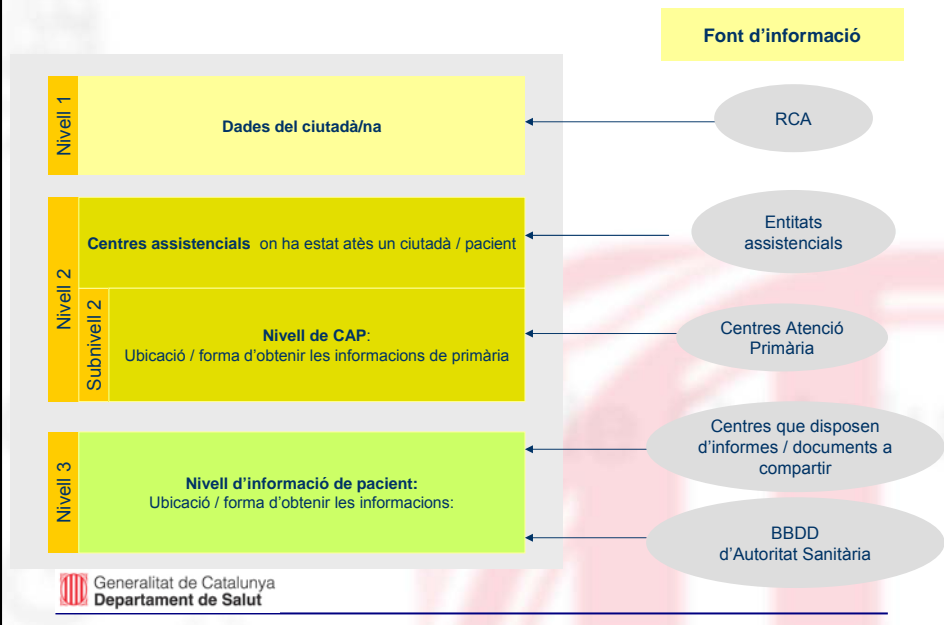 Font d'informació
Nivell 1
Dades del ciutadà/na
RCA
Nivell 2
Centres assistencials on ha estat atès un ciutadà / pacient
Entitats
assistencials
Subnivell 2
Nivell de CAP:
Ubicació / forma d'obtenir les informacions de primària
Centres Atenció
Primària
Nivell 3
Nivell d'informació de pacient:
Ubicació / forma d'obtenir les informacions:
Centres que disposen
d'informes / documents a
compartir
BBDD
d'Autoritat Sanitària
Generalitat de Catalunya
Departament de Salut